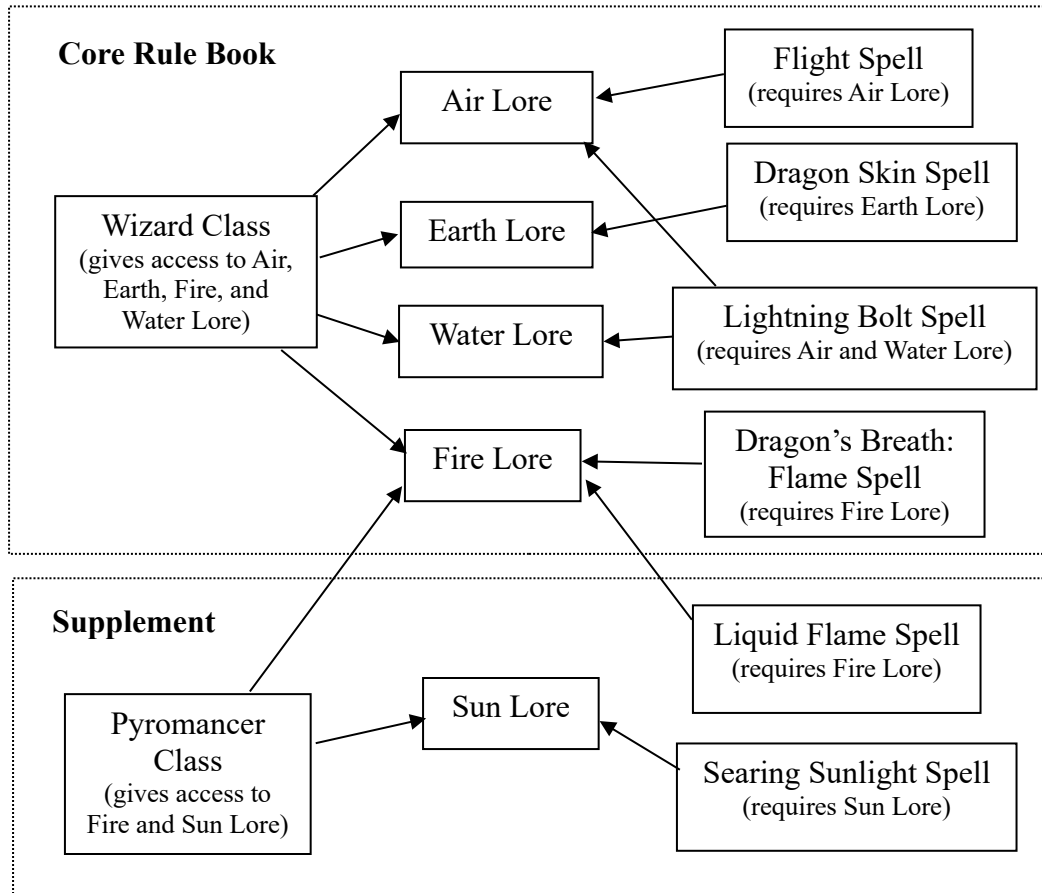 Core Rule Book
Air Lore
Flight Spell
(requires Air Lore)
Dragon Skin Spell
(requires Earth Lore)
Wizard Class
(gives access to Air,
Earth, Fire, and
Water Lore)
Earth Lore
Water Lore
Lightning Bolt Spell
(requires Air and Water Lore)
Fire Lore
Dragon’s Breath:
Flame Spell
(requires Fire Lore)
Supplement
Liquid Flame Spell
(requires Fire Lore)
Pyromancer
Class
(gives access to
Fire and Sun Lore)
Sun Lore
Searing Sunlight Spell
(requires Sun Lore)